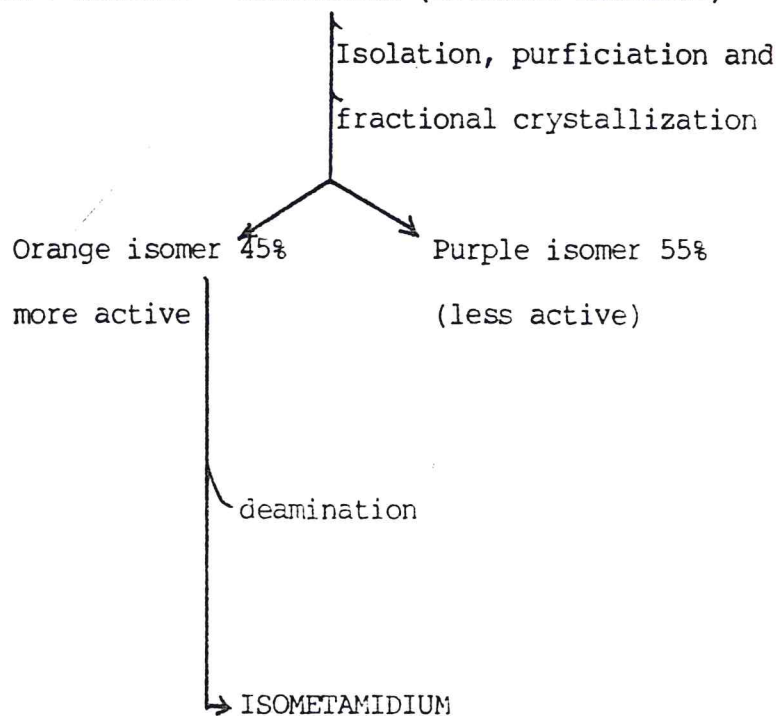 Isolation, purficiation and
fractional crystallization
Orange isomer 45% Purple isomer 55%
more active (less active)
deamination
ISOMETAMIDIUM